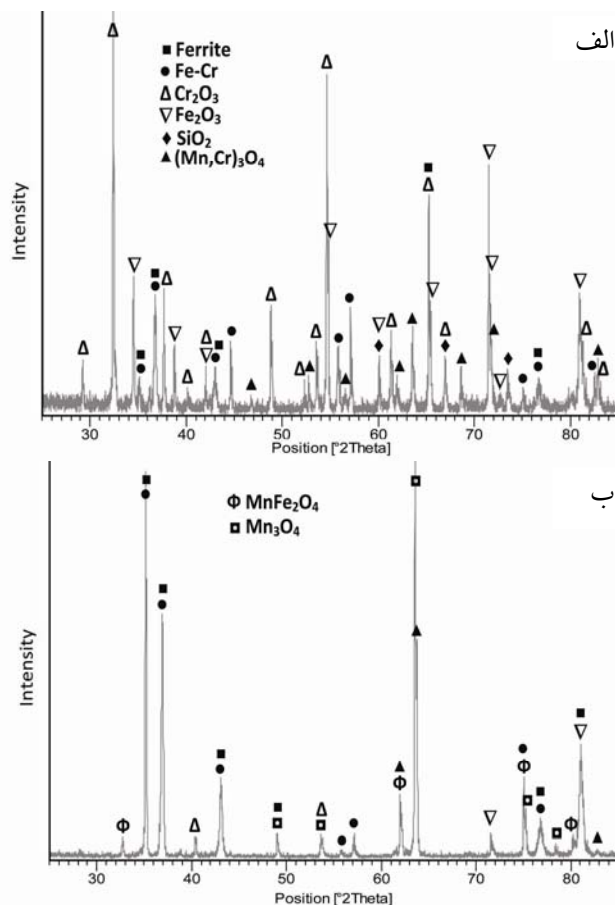 الف
■ Ferrite
● Fe-Cr
△ Cr₂O₃
▽ Fe₂O₃
♦ SiO₂
▲ (Mn,Cr)₃O₄
Intensity
30 40 50 60 70 80
Position [°2Theta]
ب
Φ MnFe₂O₄
◘ Mn₃O₄
Intensity
30 40 50 60 70 80
Position [°2Theta]